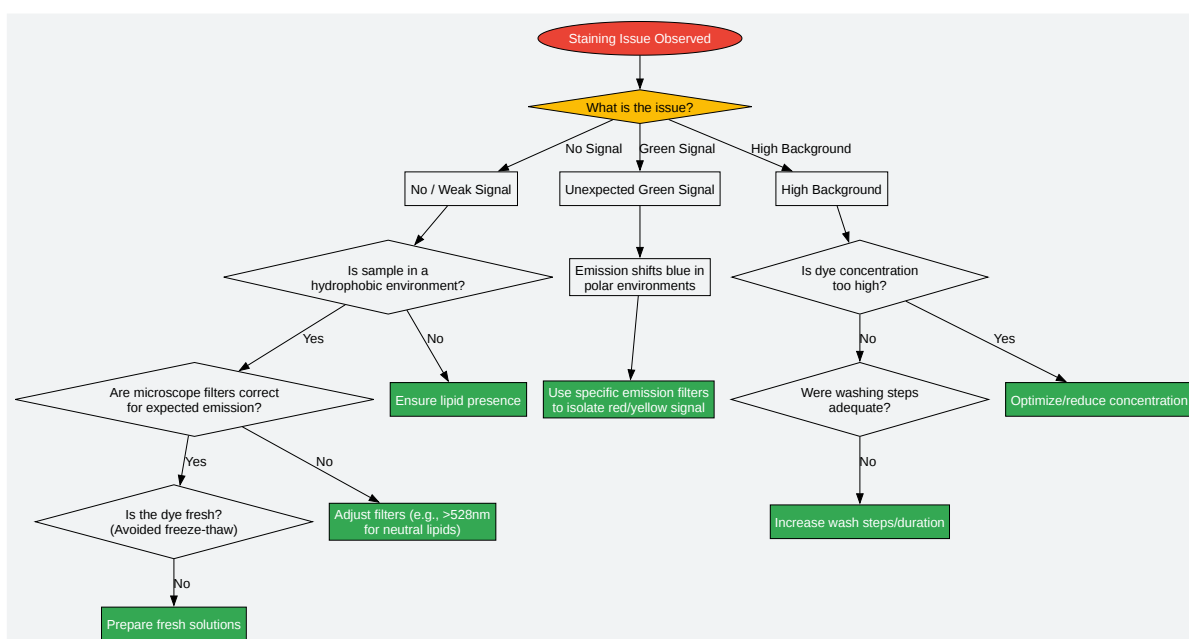 Staining Issue Observed
What is the issue?
No Signal
Green Signal
High Background
No / Weak Signal
Unexpected Green Signal
High Background
Is sample in a
hydrophobic environment?
Emission shifts blue in
polar environments
Is dye concentration
too high?
Yes
No
No
Yes
Are microscope filters correct
for expected emission?
Ensure lipid presence
Use specific emission filters
to isolate red/yellow signal
Were washing steps
adequate?
Optimize/reduce concentration
Yes
No
No
Is the dye fresh?
(Avoided freeze-thaw)
Adjust filters (e.g., >528nm
for neutral lipids)
Increase wash steps/duration
No
Prepare fresh solutions